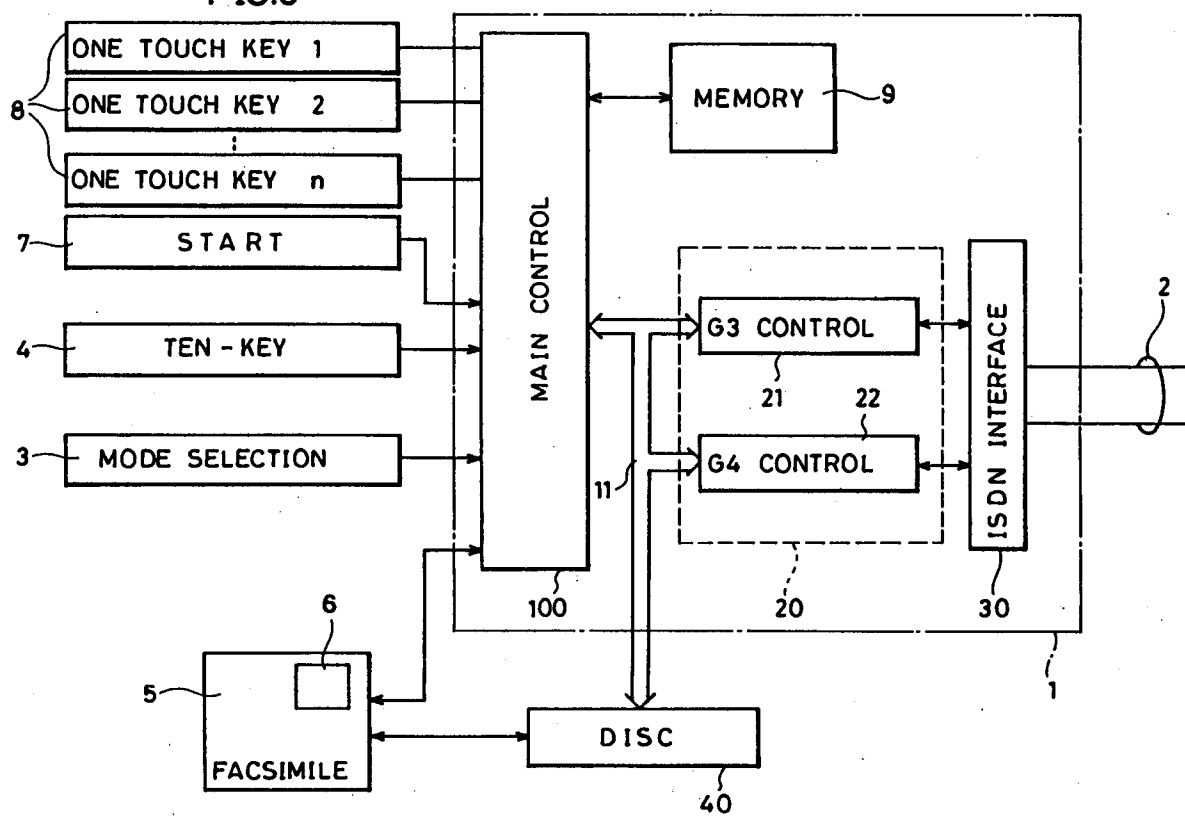 ONE TOUCH KEY 1
8
ONE TOUCH KEY 2
ONE TOUCH KEY n
7
START
4
TEN-KEY
3
MODE SELECTION
MAIN CONTROL
100
MEMORY
9
G3 CONTROL
21
22
G4 CONTROL
11
20
ISDN INTERFACE
30
2
1
6
5
FACSIMILE
DISC
40